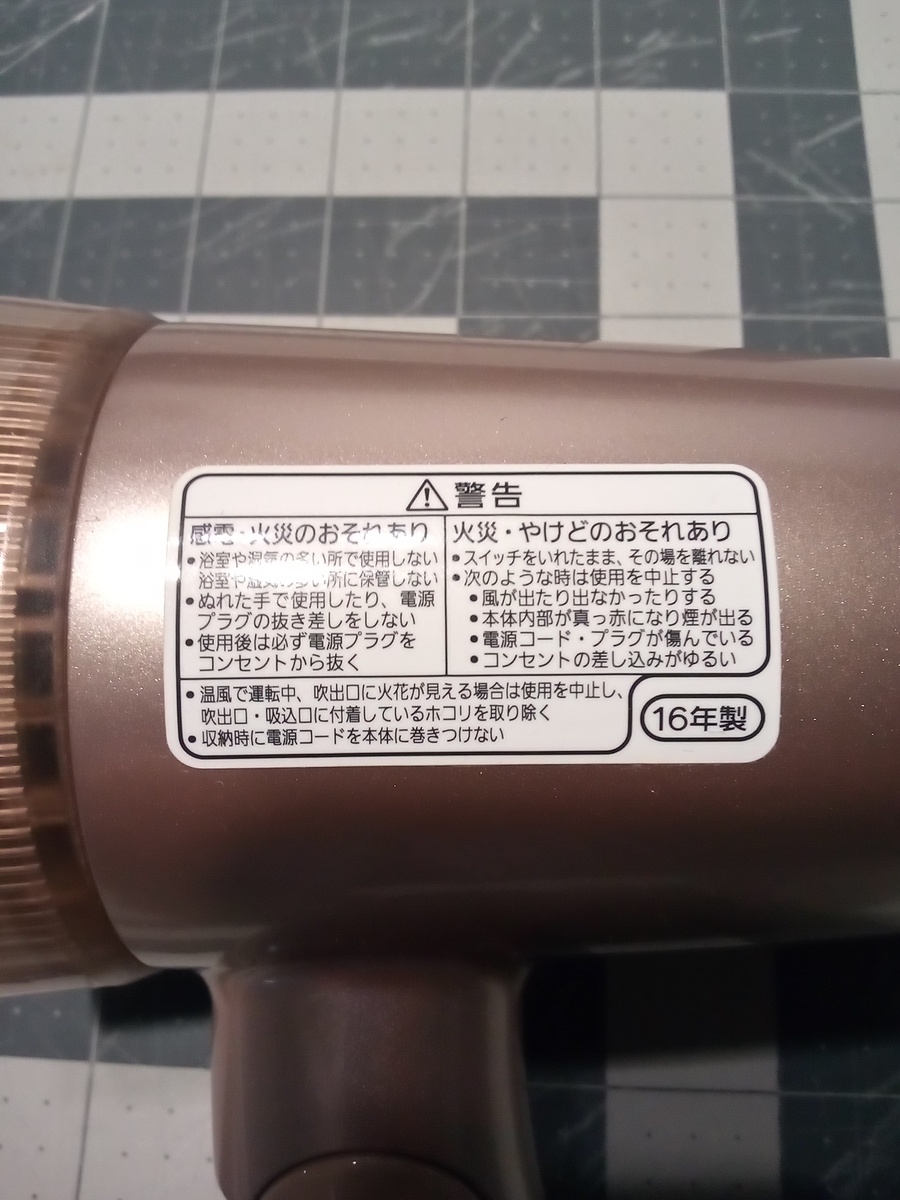 警告
感電・火災のおそれあり
•浴室や湿気の多い所で使用しない
浴室や湿気の多い所に保管しない
•ぬれた手で使用したり、電源
プラグの抜き差しをしない
•使用後は必ず電源プラグを
コンセントから抜く
火災・やけどのおそれあり
•スイッチをいれたまま、その場を離れない
•次のような時は使用を中止する
•風が出たり出なかったりする
•本体内部が真っ赤になり煙が出る
•電源コード・プラグが傷んでいる
•コンセントの差し込みがゆるい
•温風で運転中、吹出口に火花が見える場合は使用を中止し、
吹出口・吸込口に付着しているホコリを取り除く
•収納時に電源コードを本体に巻きつけない
16年製